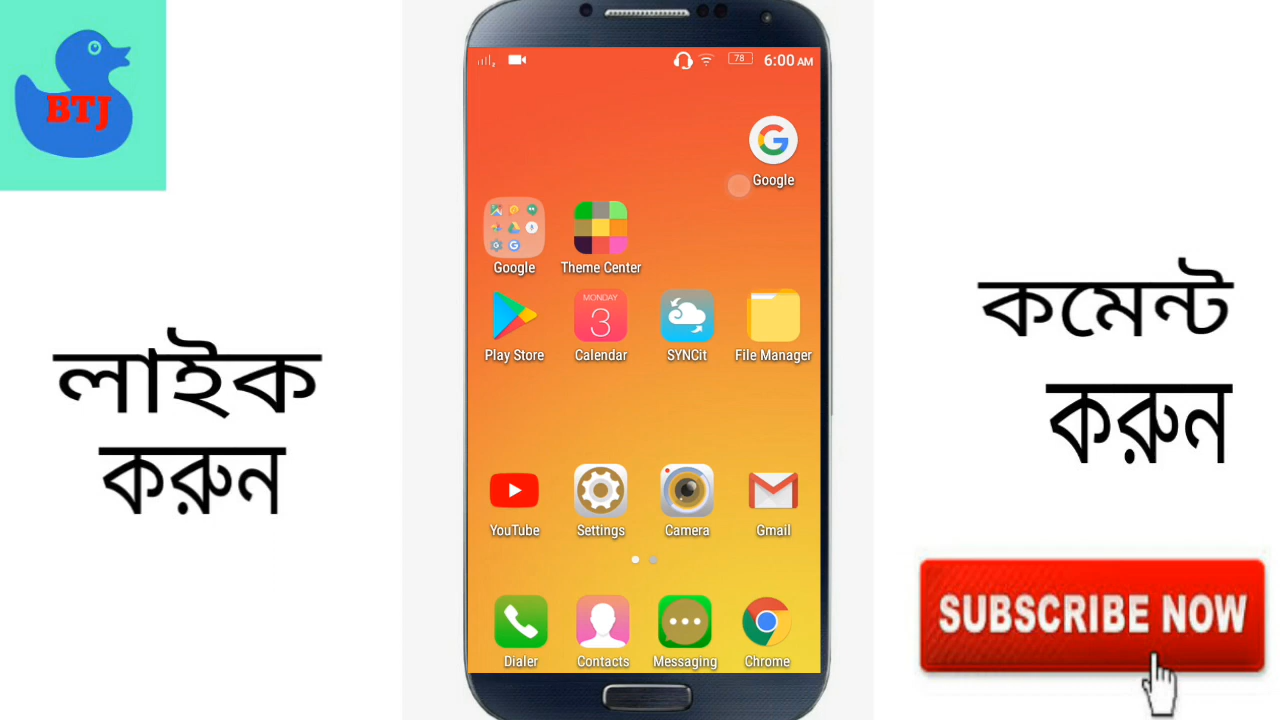 BTJ
78
6:00 AM
Google
Google
Theme Center
MONDAY
3
Play Store
Calendar
SYNCit
File Manager
YouTube
Settings
Camera
Gmail
Dialer
Contacts
Messaging
Chrome
লাইক
করুন
কমেন্ট
করুন
SUBSCRIBE NOW